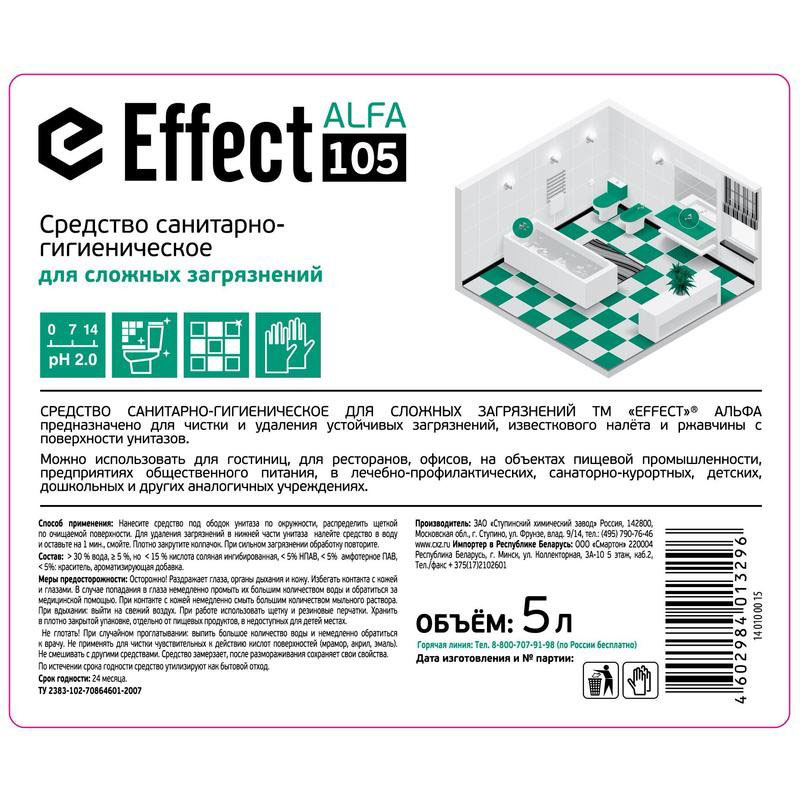 Effect ALFA
105
Средство санитарно-
гигиеническое
для сложных загрязнений
0 7 14
pH 2.0
СРЕДСТВО САНИТАРНО-ГИГИЕНИЧЕСКОЕ ДЛЯ СЛОЖНЫХ ЗАГРЯЗНЕНИЙ ТМ «EFFECT»® АЛЬФА
предназначено для чистки и удаления устойчивых загрязнений, известкового налёта и ржавчины с
поверхности унитазов.
Можно использовать для гостиниц, для ресторанов, офисов, на объектах пищевой промышленности,
предприятиях общественного питания, в лечебно-профилактических, санаторно-курортных, детских,
дошкольных и других аналогичных учреждениях.
Способ применения: Нанесите средство под ободок унитаза по окружности, распределить щеткой
по очищаемой поверхности. Для удаления загрязнений в нижней части унитаза налейте средство в воду
и оставьте на 1 мин., смойте. Плотно закрутите колпачок. При сильном загрязнении обработку повторите.
Состав: > 30 % вода, ≥ 5 %, но < 15 % кислота соляная ингибированная, < 5% НПАВ, < 5% амфотерное ПАВ,
< 5%: краситель, ароматизирующая добавка.
Меры предосторожности: Осторожно! Раздражает глаза, органы дыхания и кожу. Избегать контакта с кожей
и глазами. В случае попадания в глаза немедленно промыть их большим количеством воды и обратиться за
медицинской помощью. При контакте с кожей немедленно смыть большим количеством мыльного раствора.
При вдыхании: выйти на свежий воздух. При работе использовать щетку и резиновые перчатки. Хранить
в плотно закрытой упаковке, отдельно от пищевых продуктов, в недоступных для детей местах.
Не глотать! При случайном проглатывании: выпить большое количество воды и немедленно обратиться
к врачу. Не применять для чистки чувствительных к действию кислот поверхностей (мрамор, акрил, эмаль).
Не смешивать с другими средствами. Средство замерзает, после размораживания сохраняет свои свойства.
По истечении срока годности средство утилизируют как бытовой отход.
Срок годности: 24 месяца.
ТУ 2383-102-70864601-2007
Производитель: ЗАО «Ступинский химический завод» Россия, 142800,
Московская обл., г. Ступино, ул. Фрунзе, влад. 9/14, тел.: (495) 790-76-46
www.cxz.ru Импортер в Республике Беларусь: ООО «Смартон» 220004
Республика Беларусь, г. Минск, ул. Коллекторная, 3А-10 5 этаж, каб.2,
Тел./факс + 375(17)2102601
ОБЪЁМ: 5 л
Горячая линия: Тел. 8-800-707-91-98 (по России бесплатно)
Дата изготовления и № партии:
4 602984 013296
14 010 00 15